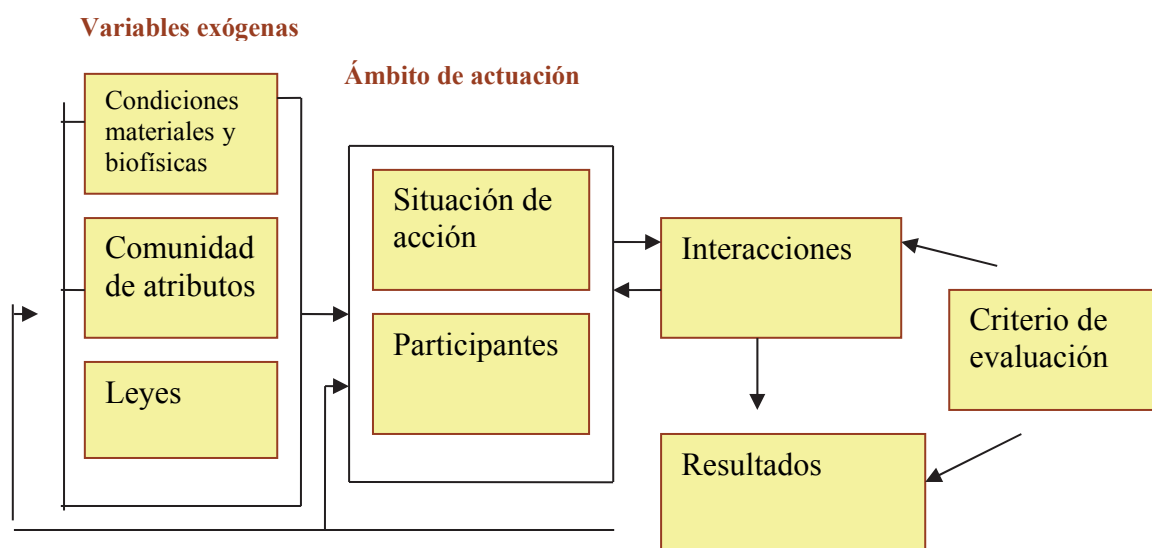 Variables exógenas
Condiciones
materiales y
biofísicas
Comunidad
de atributos
Leyes
Ámbito de actuación
Situación de
acción
Participantes
Interacciones
Resultados
Criterio de
evaluación